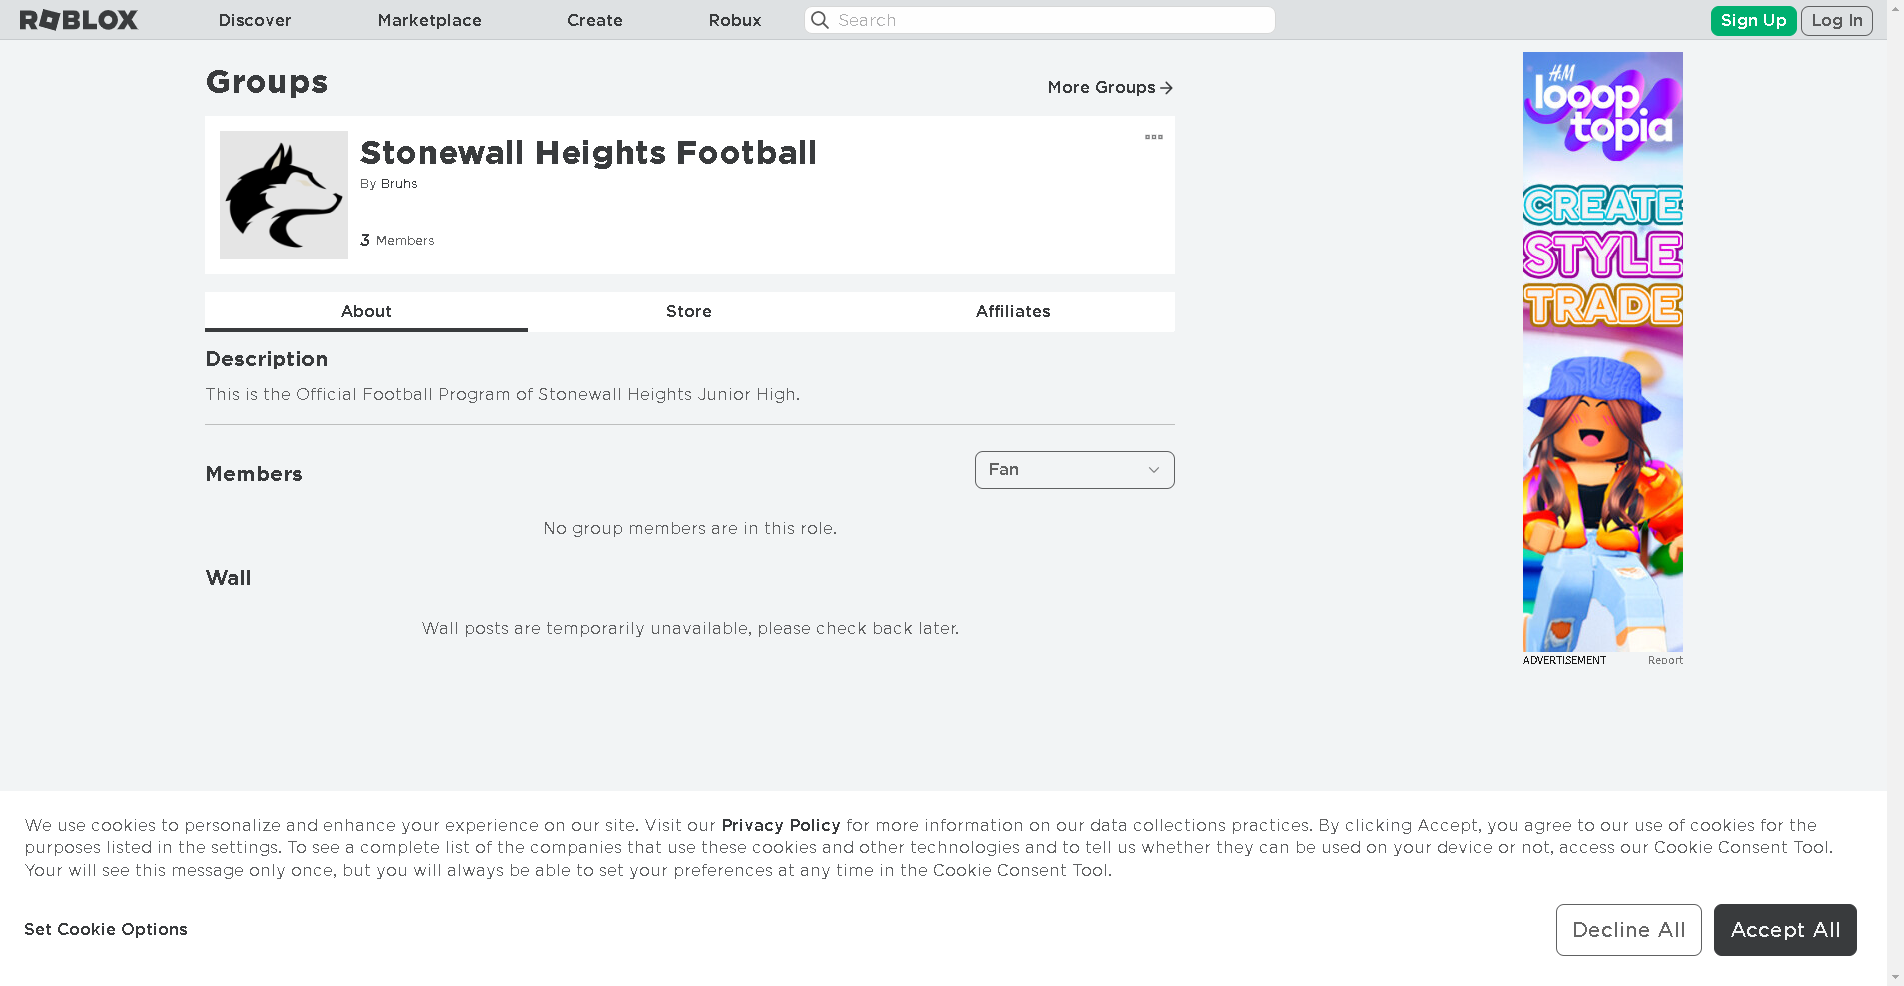 ROBLOX
Discover
Marketplace
Create
Robux
Search
Sign Up
Log In
Groups
More Groups
Stonewall Heights Football
By Bruhs
3 Members
About
Store
Affiliates
Description
This is the Official Football Program of Stonewall Heights Junior High.
Members
Fan
No group members are in this role.
Wall
Wall posts are temporarily unavailable, please check back later.
H&M
looop
topia
CREATE
STYLE
TRADE
ADVERTISEMENT
Report
We use cookies to personalize and enhance your experience on our site. Visit our Privacy Policy for more information on our data collections practices. By clicking Accept, you agree to our use of cookies for the
purposes listed in the settings. To see a complete list of the companies that use these cookies and other technologies and to tell us whether they can be used on your device or not, access our Cookie Consent Tool.
Your will see this message only once, but you will always be able to set your preferences at any time in the Cookie Consent Tool.
Set Cookie Options
Decline All
Accept All